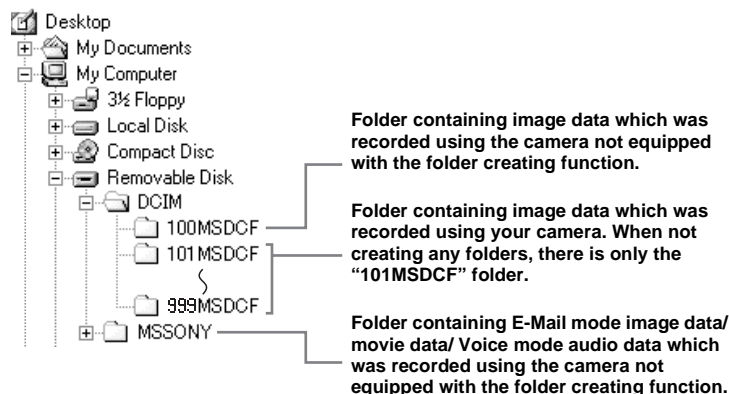 Desktop
My Documents
My Computer
3½ Floppy
Local Disk
Compact Disc
Removable Disk
DCIM
100MSDCF
101MSDCF
999MSDCF
MSSONY
Folder containing image data which was
recorded using the camera not equipped
with the folder creating function.
Folder containing image data which was
recorded using your camera. When not
creating any folders, there is only the
“101MSDCF” folder.
Folder containing E-Mail mode image data/
movie data/ Voice mode audio data which
was recorded using the camera not
equipped with the folder creating function.